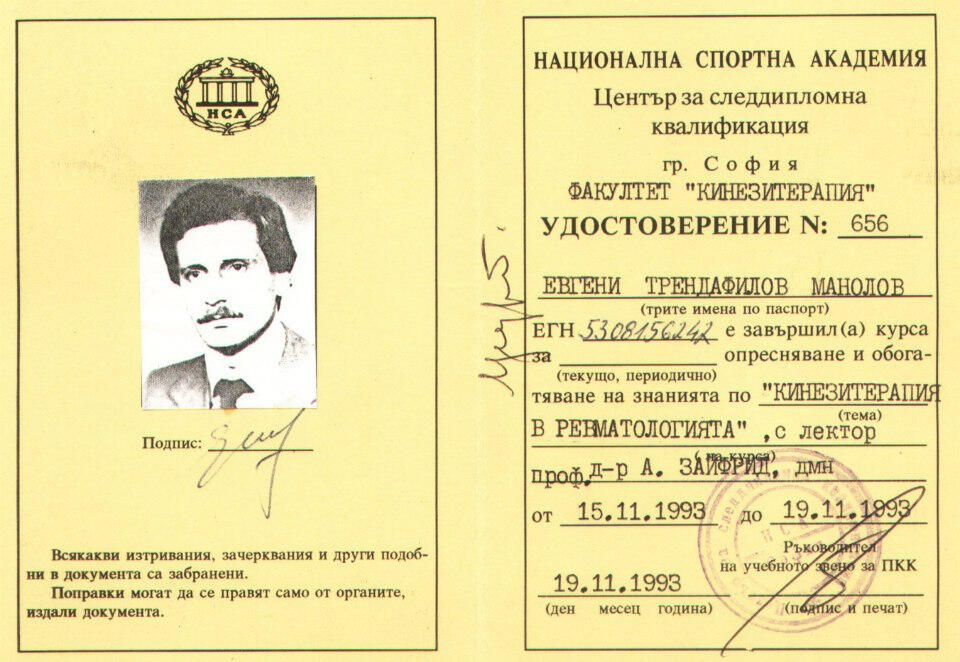 НСА
Подпис:
Всякакви изтривания, зачерквания и други подоб-
ни в документа са забранени.
Поправки могат да се правят само от органите,
издали документа.
НАЦИОНАЛНА СПОРТНА АКАДЕМИЯ
Център за следдипломна
квалификация
гр. София
ФАКУЛТЕТ "КИНЕЗИТЕРАПИЯ"
УДОСТОВЕРЕНИЕ N: 656
ЕВГЕНИ ТРЕНДАФИЛОВ МАНОЛОВ
(трите имена по паспорт)
ЕГН 5308156242 е завършил(а) курса
за опресняване и обога-
(текущо, периодично)
тяване на знанията по "КИНЕЗИТЕРАПИЯ
(тема)
В РЕВМАТОЛОГИЯТА" ,с лектор
(на курса)
проф.д-р А. ЗАЙФРИД, дмн
от 15.11.1993 до 19.11.1993
Ръководител
на учебното звено за ПКК
19.11.1993
(ден месец година) (подпис и печат)